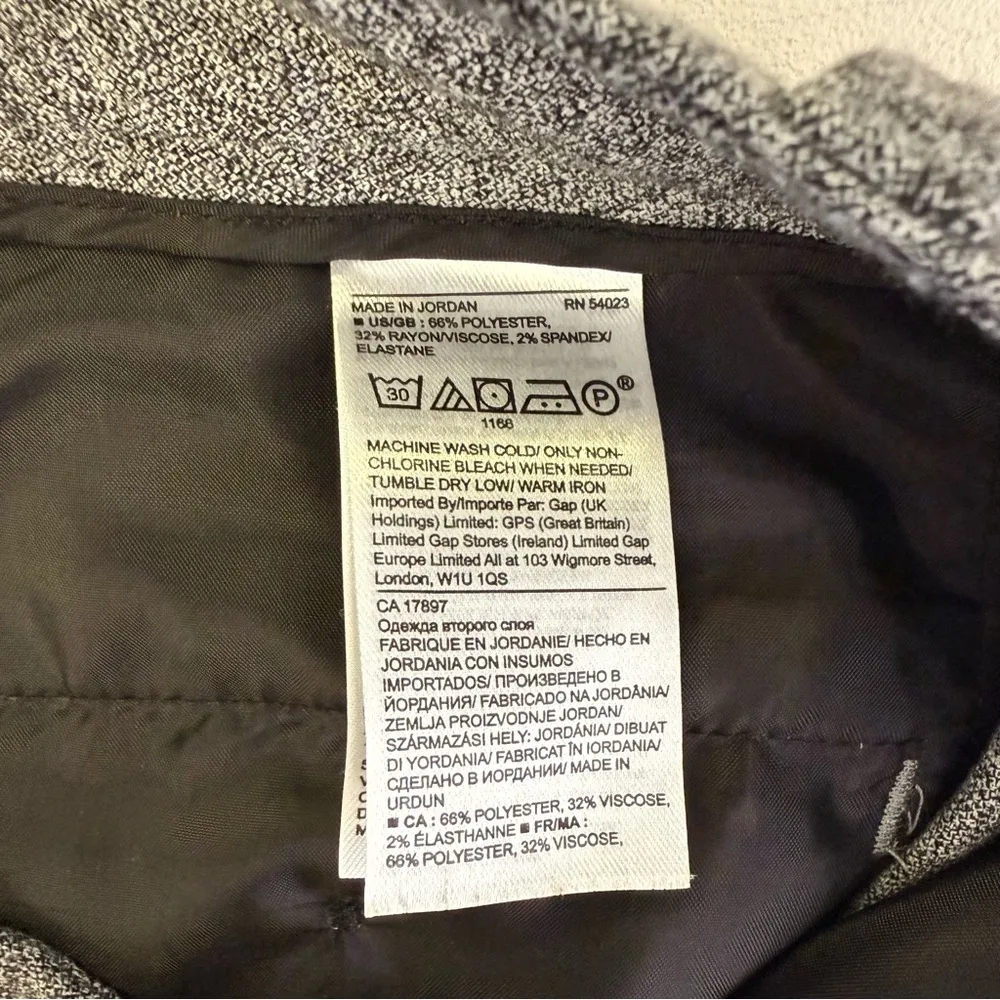 MADE IN JORDAN RN 54023
■ US/GB : 66% POLYESTER,
32% RAYON/VISCOSE, 2% SPANDEX/
ELASTANE
30 P ®
1166
MACHINE WASH COLD/ ONLY NON-
CHLORINE BLEACH WHEN NEEDED/
TUMBLE DRY LOW/ WARM IRON
Imported By/Importe Par: Gap (UK
Holdings) Limited: GPS (Great Britain)
Limited Gap Stores (Ireland) Limited Gap
Europe Limited All at 103 Wigmore Street,
London, W1U 1QS
CA 17897
Одежда второго слоя
FABRIQUE EN JORDANIE/ HECHO EN
JORDANIA CON INSUMOS
IMPORTADOS/ ПРОИЗВЕДЕНО В
ЙОРДАНИЯ/ FABRICADO NA JORDÂNIA/
ZEMLJA PROIZVODNJE JORDAN/
SZÁRMAZÁSI HELY: JORDÁNIA/ DIBUAT
DI YORDANIA/ FABRICAT ÎN IORDANIA/
СДЕЛАНО В ИОРДАНИИ/ MADE IN
URDUN
■ CA : 66% POLYESTER, 32% VISCOSE,
2% ÉLASTHANNE ■ FR/MA :
66% POLYESTER, 32% VISCOSE,